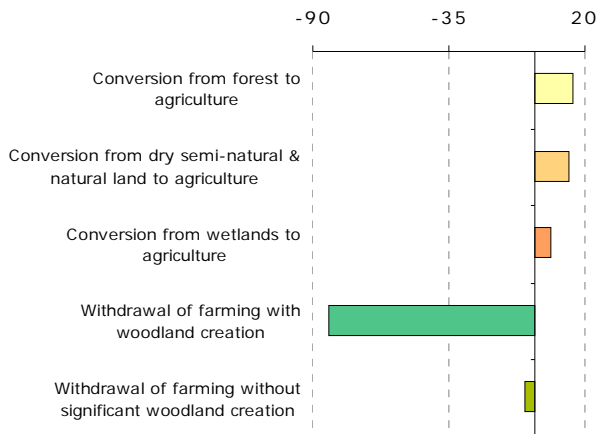 -90 -35 20
Conversion from forest to
agriculture
Conversion from dry semi-natural &
natural land to agriculture
Conversion from wetlands to
agriculture
Withdrawal of farming with
woodland creation
Withdrawal of farming without
significant woodland creation